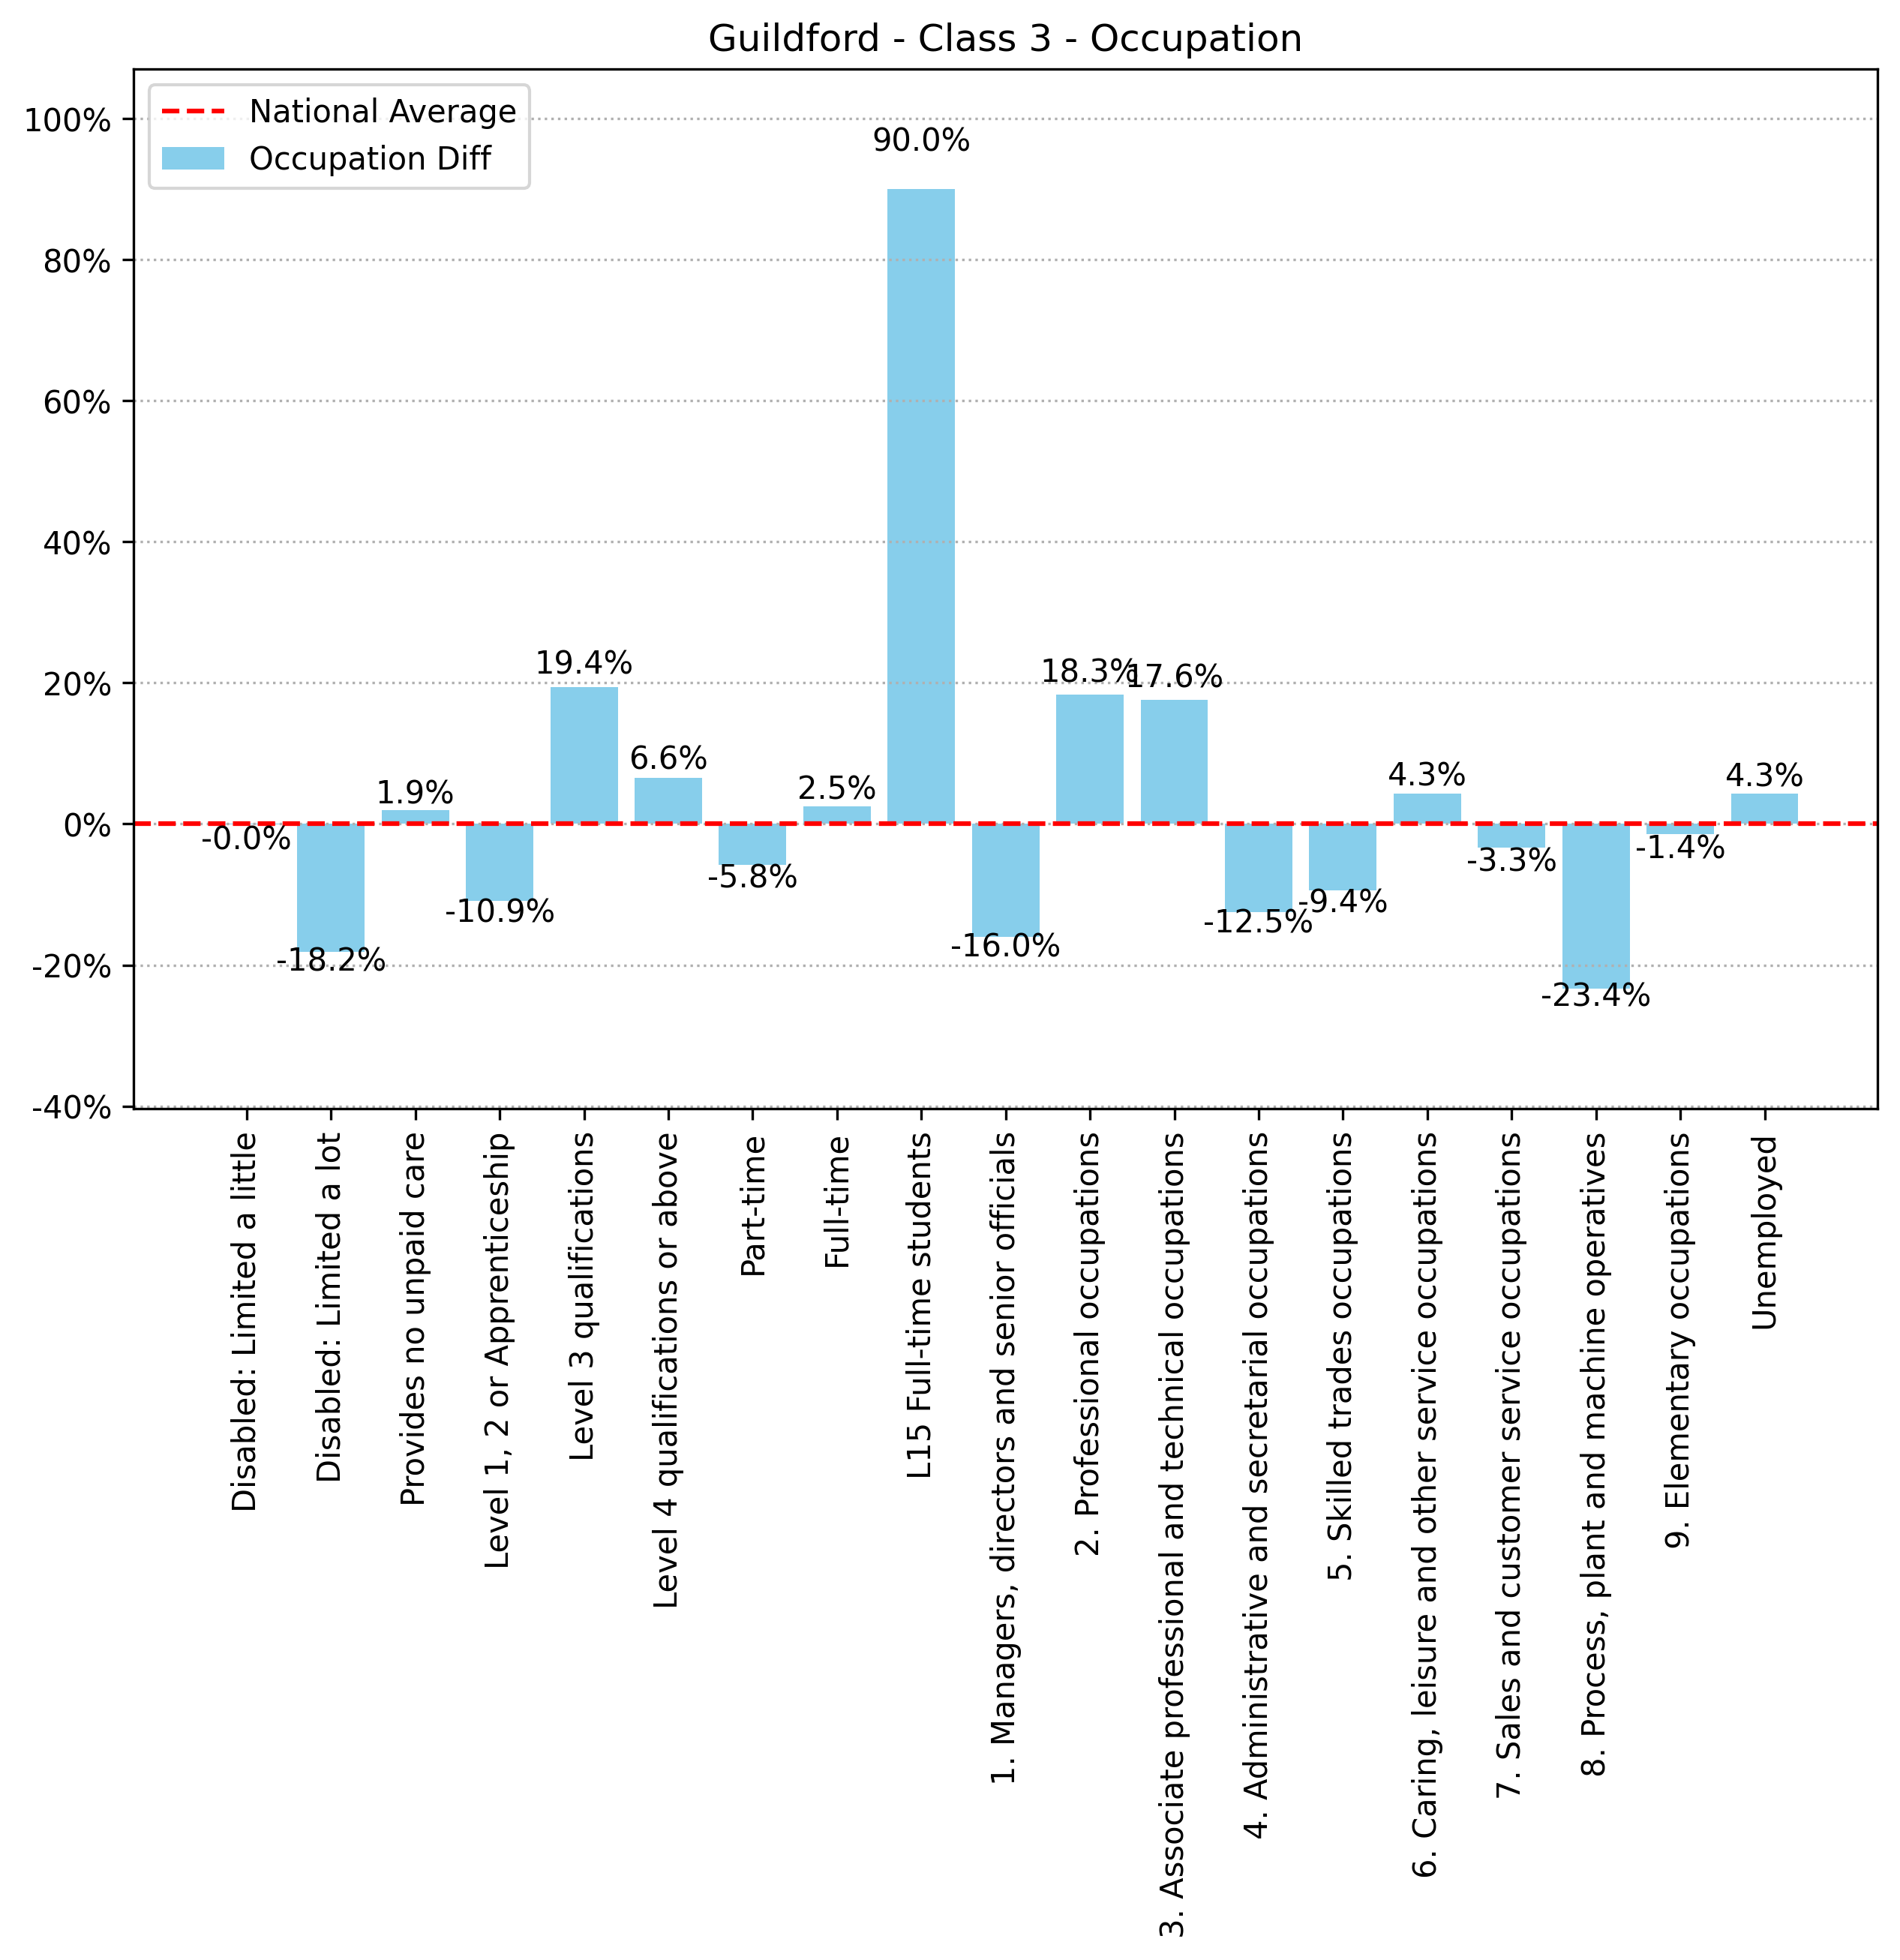 Guildford - Class 3 - Occupation
National Average
Occupation Diff
100%
80%
60%
40%
20%
0%
-20%
-40%
-0.0%
-18.2%
1.9%
-10.9%
19.4%
6.6%
-5.8%
2.5%
90.0%
-16.0%
18.3%
17.6%
-12.5%
-9.4%
4.3%
-3.3%
-23.4%
-1.4%
4.3%
Disabled: Limited a little
Disabled: Limited a lot
Provides no unpaid care
Level 1, 2 or Apprenticeship
Level 3 qualifications
Level 4 qualifications or above
Part-time
Full-time
L15 Full-time students
1. Managers, directors and senior officials
2. Professional occupations
3. Associate professional and technical occupations
4. Administrative and secretarial occupations
5. Skilled trades occupations
6. Caring, leisure and other service occupations
7. Sales and customer service occupations
8. Process, plant and machine operatives
9. Elementary occupations
Unemployed